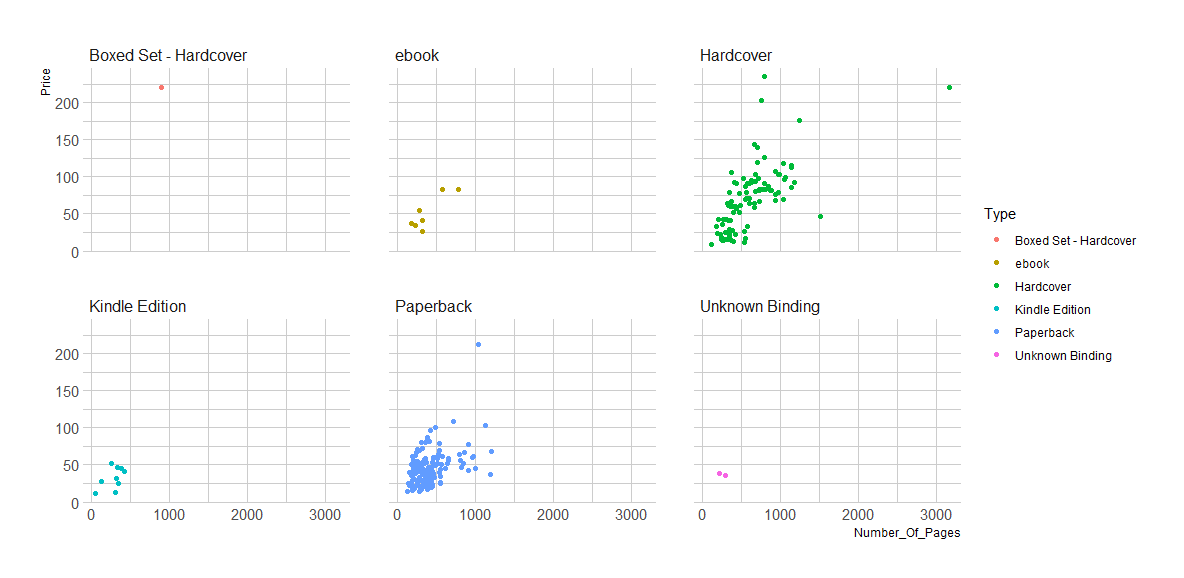 Boxed Set - Hardcover
ebook
Hardcover
Price
200
150
100
50
0
Type
Boxed Set - Hardcover
ebook
Hardcover
Kindle Edition
Paperback
Unknown Binding
Kindle Edition
Paperback
Unknown Binding
200
150
100
50
0
0 1000 2000 3000
0 1000 2000 3000
0 1000 2000 3000
Number_Of_Pages